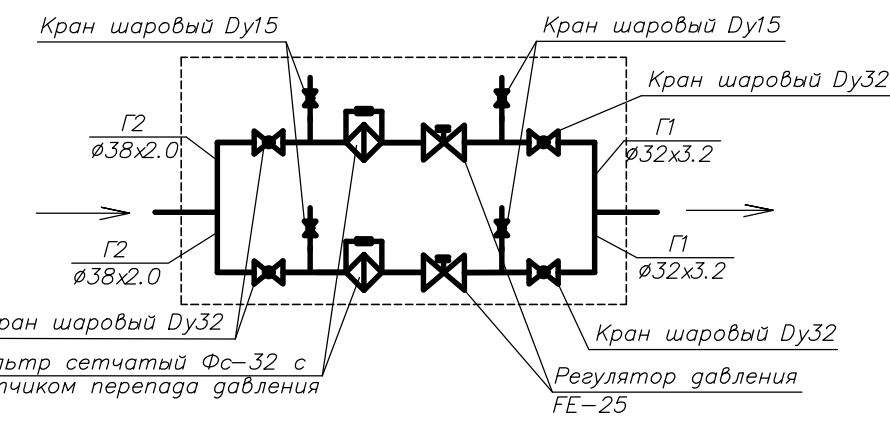 Кран шаровый Dy15
Кран шаровый Dy15
Кран шаровый Dy32
Г2
ø38x2.0
Г1
ø32x3.2
Г2
ø38x2.0
Г1
ø32x3.2
ран шаровый Dy32
Кран шаровый Dy32
льтр сетчатый Фс-32 с
тчиком перепада давления
Регулятор давления
FE-25